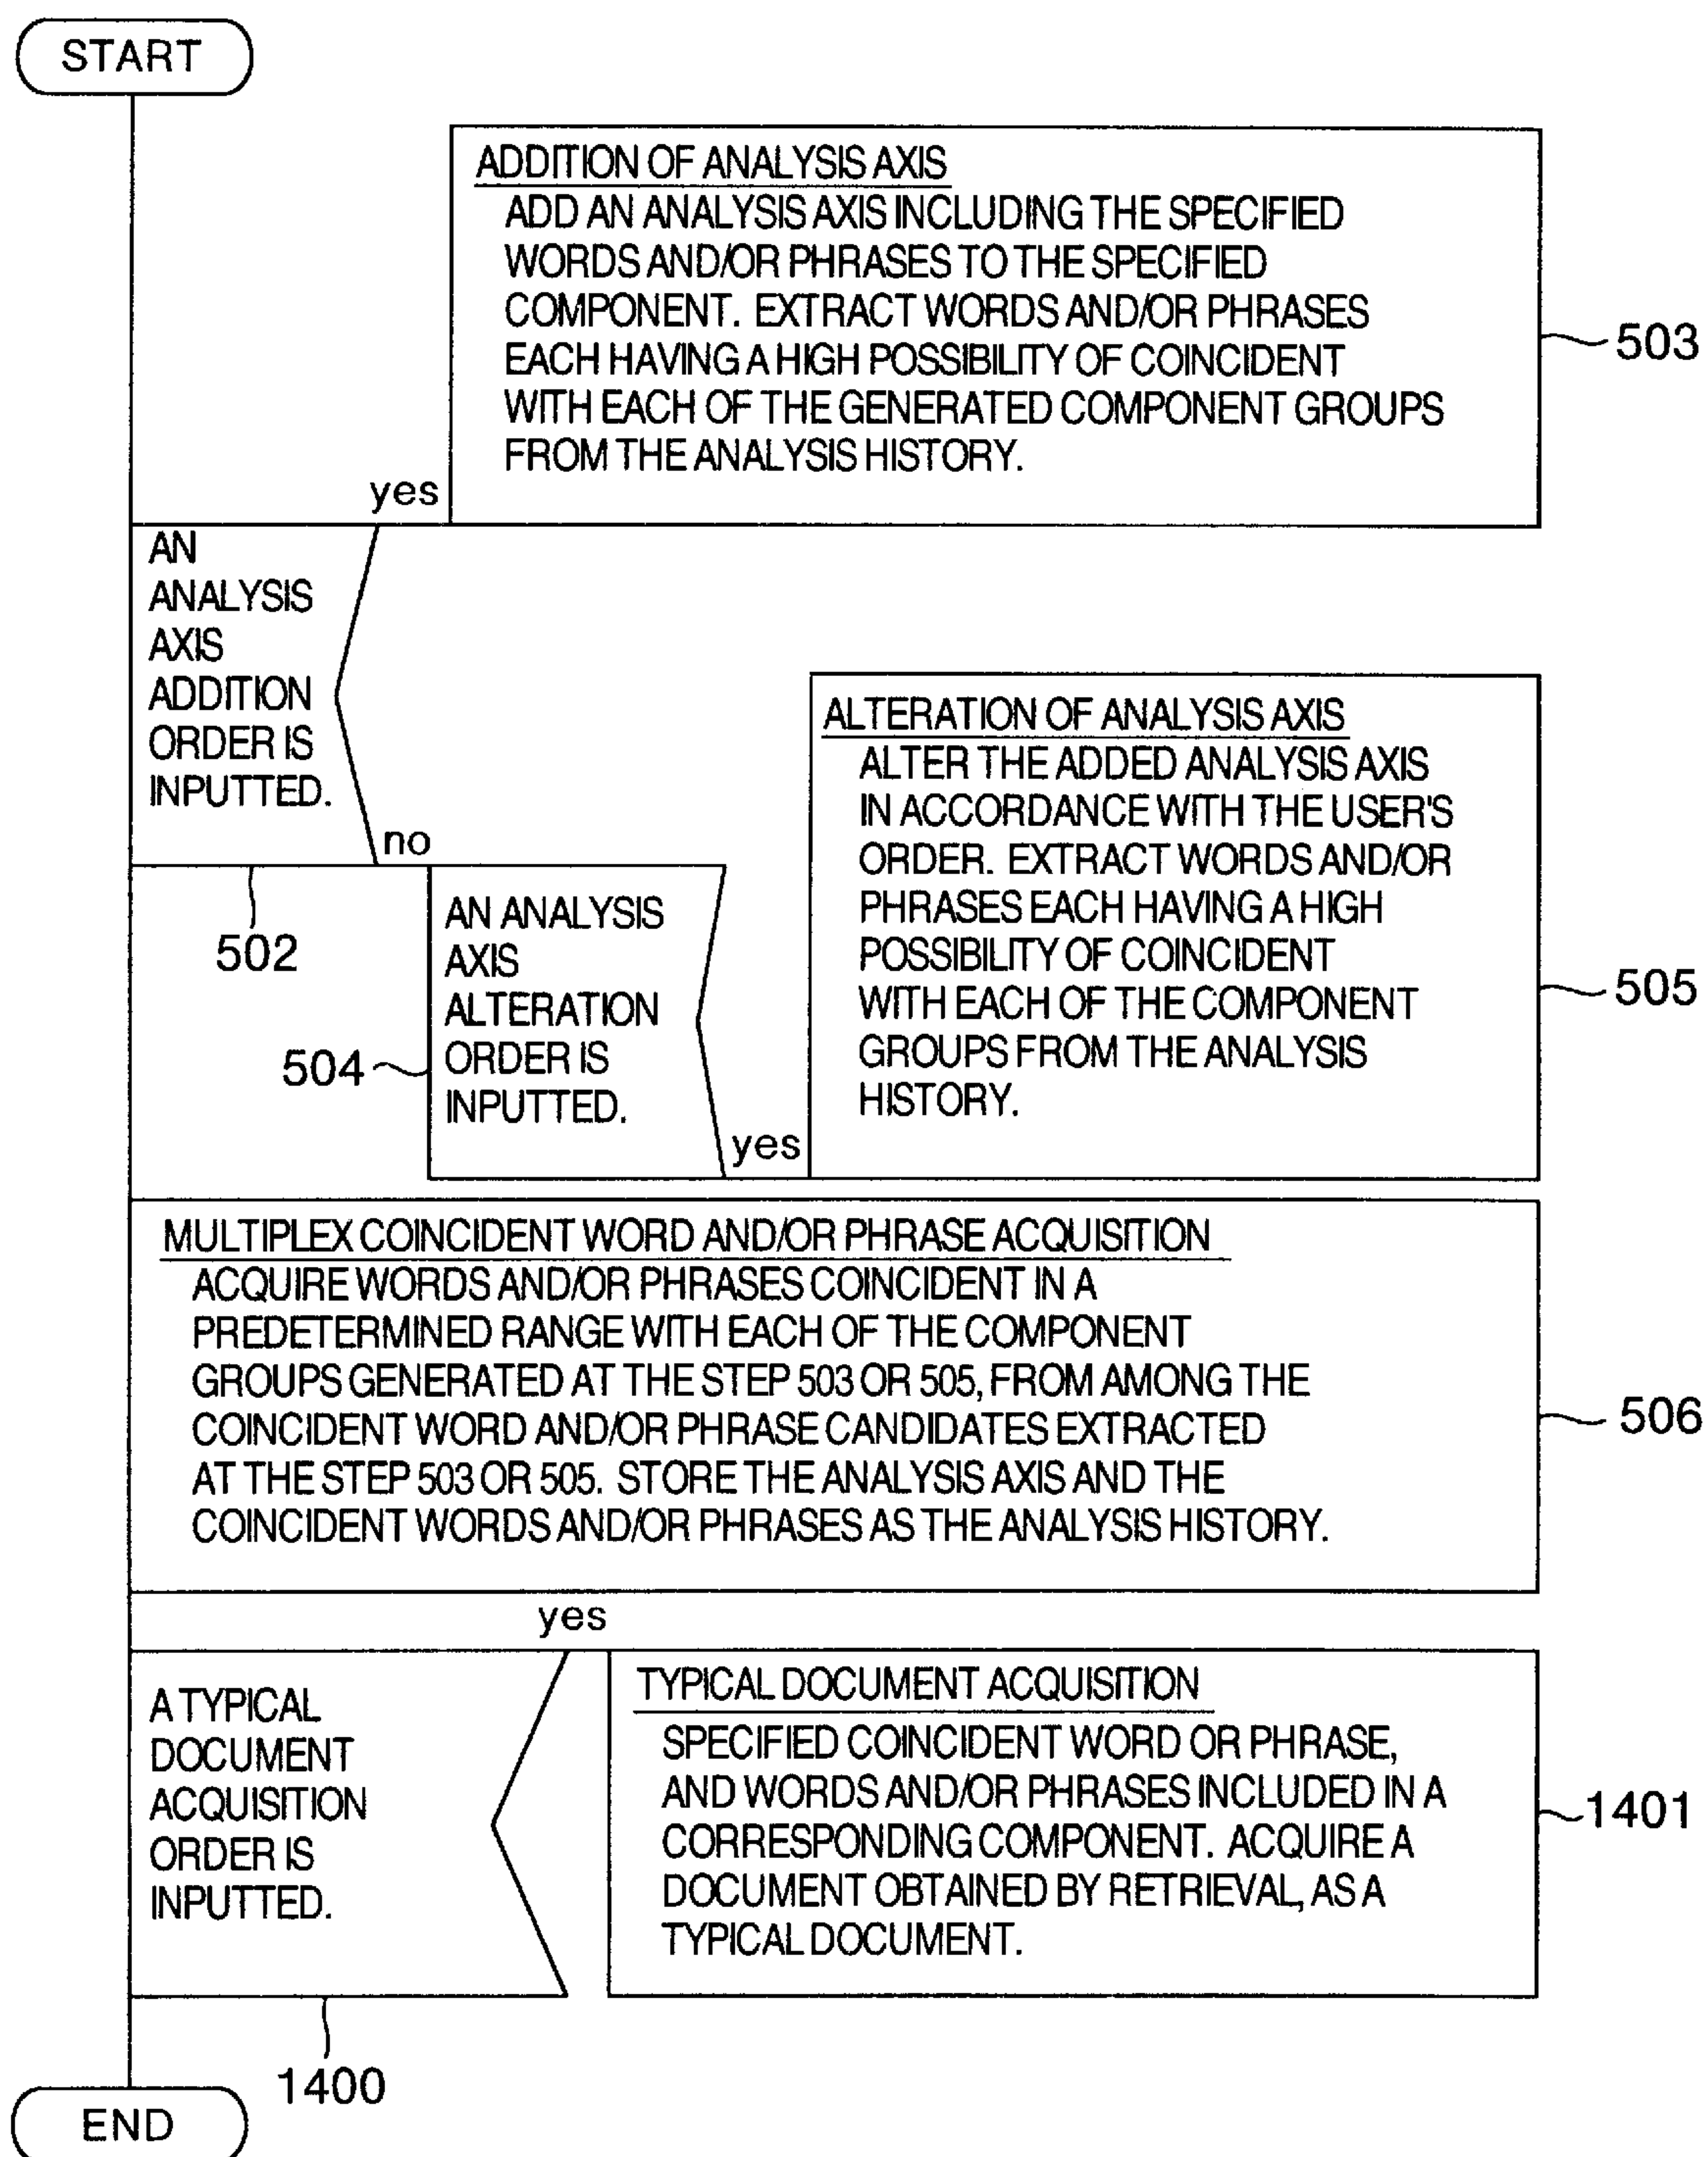 START
ADDITION OF ANALYSIS AXIS
ADD AN ANALYSIS AXIS INCLUDING THE SPECIFIED
WORDS AND/OR PHRASES TO THE SPECIFIED
COMPONENT. EXTRACT WORDS AND/OR PHRASES
EACH HAVING A HIGH POSSIBILITY OF COINCIDENT
WITH EACH OF THE GENERATED COMPONENT GROUPS
FROM THE ANALYSIS HISTORY.
503
yes
AN
ANALYSIS
AXIS
ADDITION
ORDER IS
INPUTTED.
no
502
AN ANALYSIS
AXIS
ALTERATION
ORDER IS
INPUTTED.
504
yes
ALTERATION OF ANALYSIS AXIS
ALTER THE ADDED ANALYSIS AXIS
IN ACCORDANCE WITH THE USER'S
ORDER. EXTRACT WORDS AND/OR
PHRASES EACH HAVING A HIGH
POSSIBILITY OF COINCIDENT
WITH EACH OF THE COMPONENT
GROUPS FROM THE ANALYSIS
HISTORY.
505
MULTIPLEX COINCIDENT WORD AND/OR PHRASE ACQUISITION
ACQUIRE WORDS AND/OR PHRASES COINCIDENT IN A
PREDETERMINED RANGE WITH EACH OF THE COMPONENT
GROUPS GENERATED AT THE STEP 503 OR 505, FROM AMONG THE
COINCIDENT WORD AND/OR PHRASE CANDIDATES EXTRACTED
AT THE STEP 503 OR 505. STORE THE ANALYSIS AXIS AND THE
COINCIDENT WORDS AND/OR PHRASES AS THE ANALYSIS HISTORY.
506
yes
A TYPICAL
DOCUMENT
ACQUISITION
ORDER IS
INPUTTED.
1400
TYPICAL DOCUMENT ACQUISITION
SPECIFIED COINCIDENT WORD OR PHRASE,
AND WORDS AND/OR PHRASES INCLUDED IN A
CORRESPONDING COMPONENT. ACQUIRE A
DOCUMENT OBTAINED BY RETRIEVAL, AS A
TYPICAL DOCUMENT.
1401
END